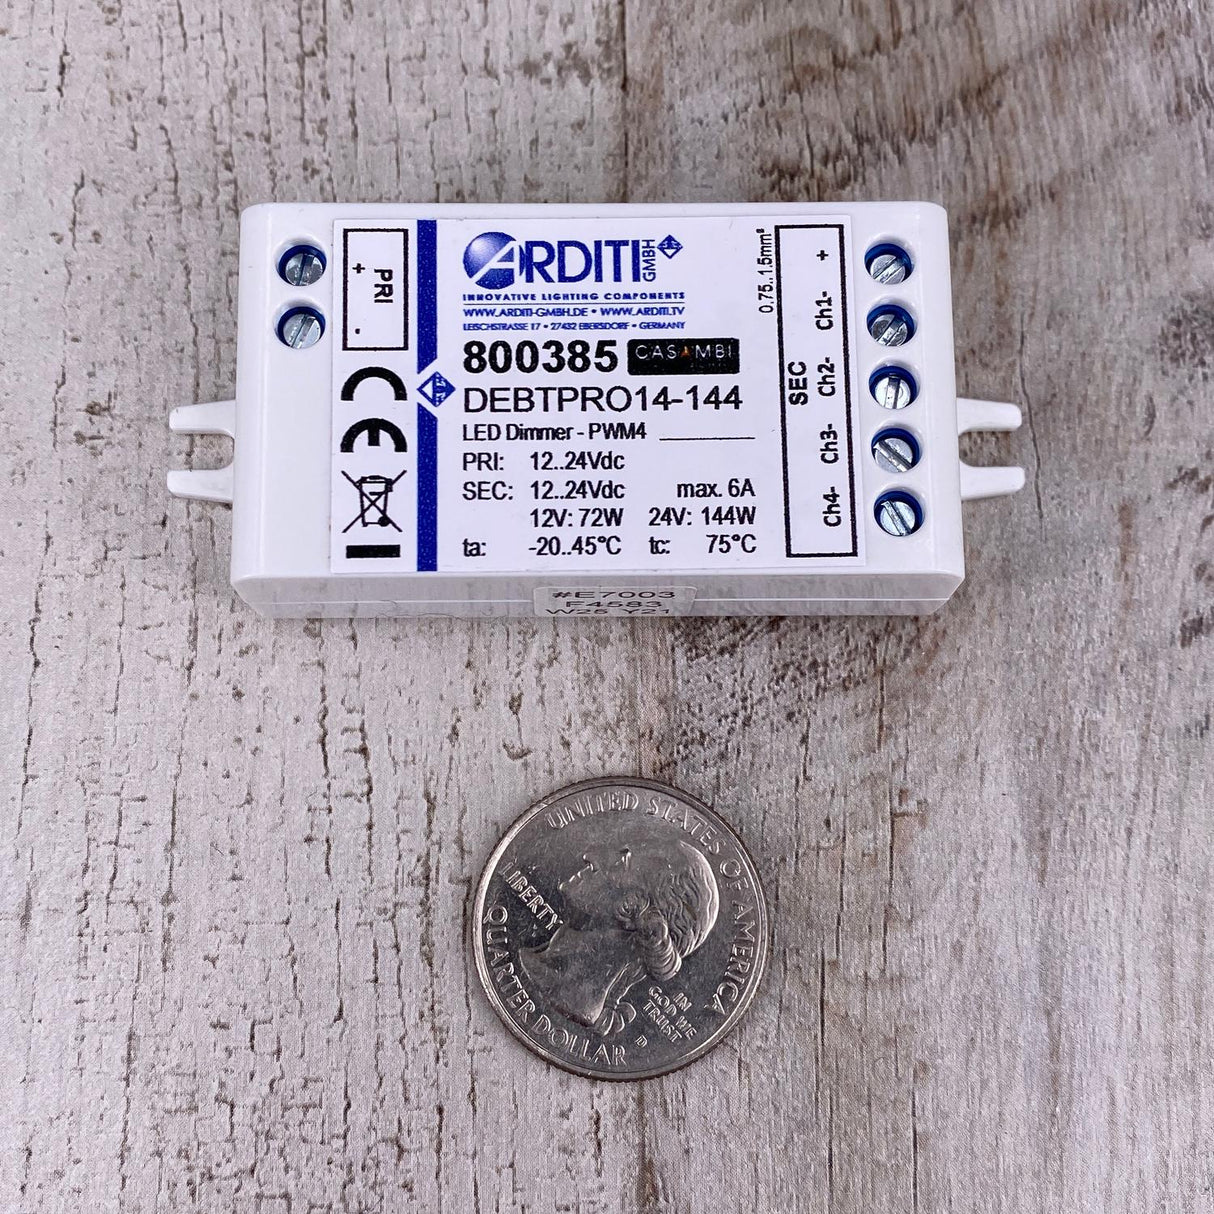 PRI
+ -
ARDITI GMBH
INNOVATIVE LIGHTING COMPONENTS
WWW.ARDITI-GMBH.DE • WWW.ARDITI.TV
LEISCHSTRASSE 17 • 27432 EBERSDORF • GERMANY
800385 CASAMBI
DEBTPRO14-144
LED Dimmer - PWM4
PRI: 12..24Vdc
SEC: 12..24Vdc max. 6A
12V: 72W 24V: 144W
ta: -20..45°C tc: 75°C
0.75..1.5mm²
SEC
Ch4- Ch3- Ch2- Ch1- +
#E7003
F4583
W25 Y21
UNITED STATES OF AMERICA
LIBERTY
IN
GOD WE
TRUST
QUARTER DOLLAR